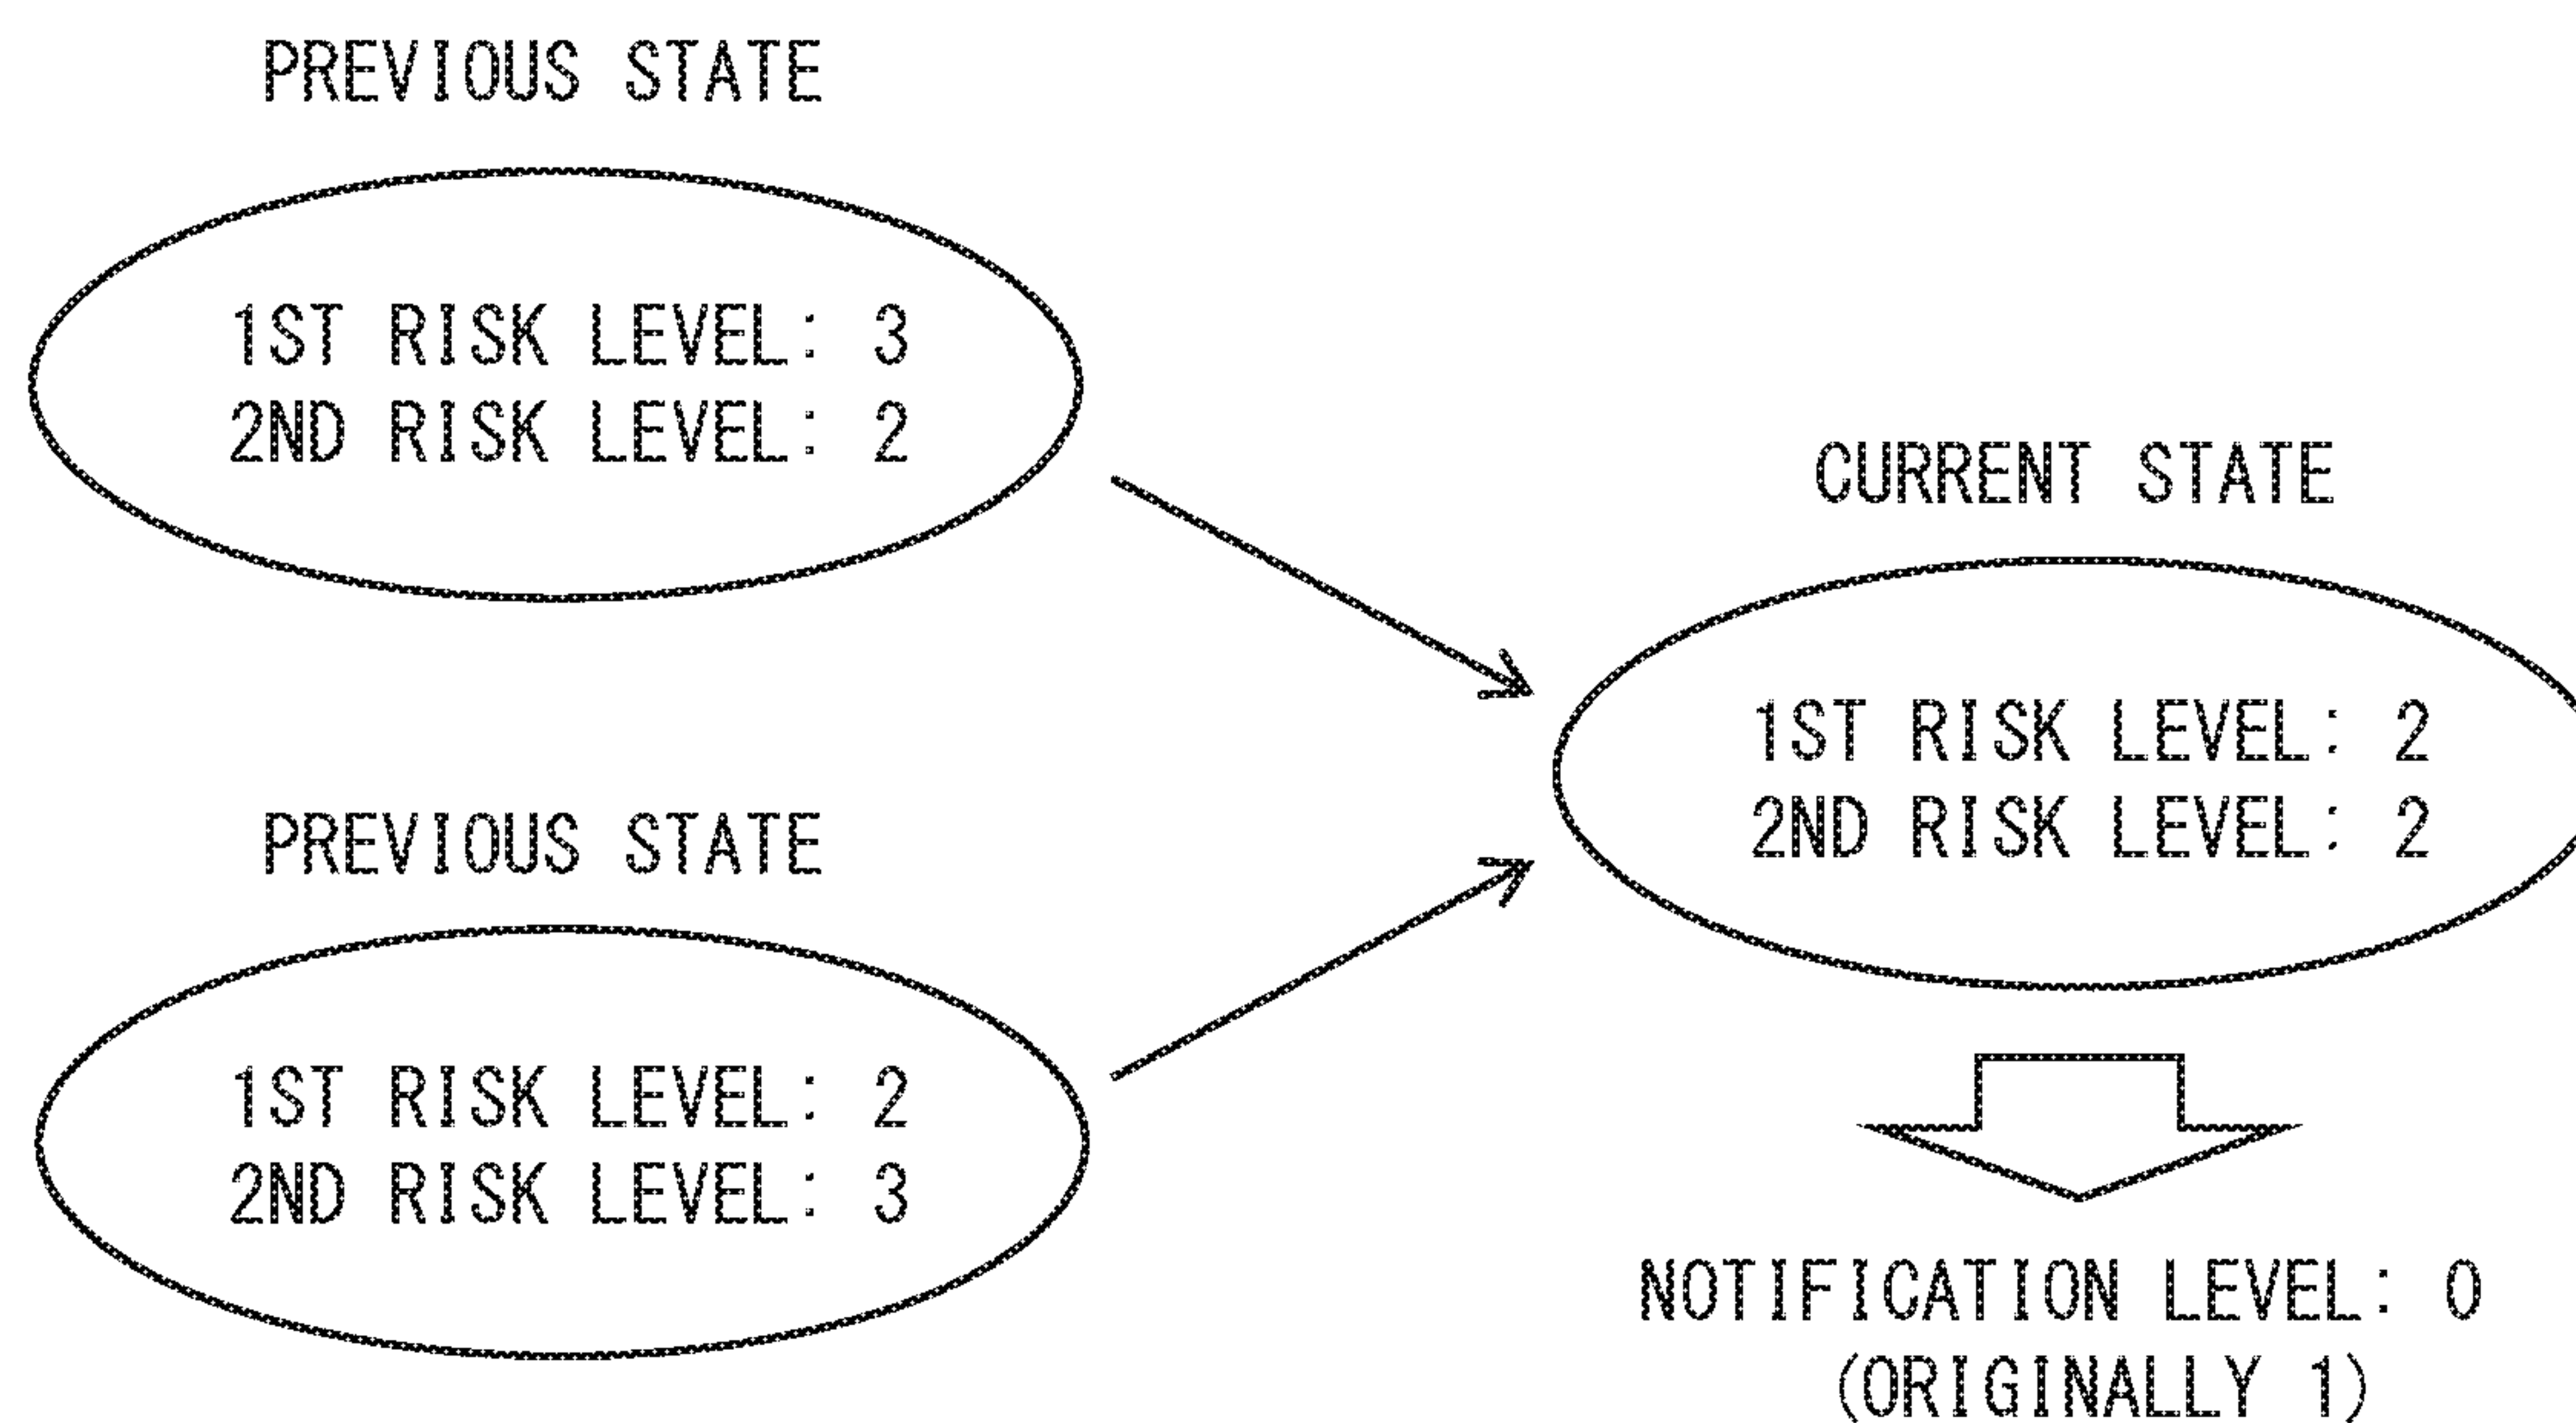 PREVIOUS STATE
1ST RISK LEVEL: 3
2ND RISK LEVEL: 2
PREVIOUS STATE
1ST RISK LEVEL: 2
2ND RISK LEVEL: 3
CURRENT STATE
1ST RISK LEVEL: 2
2ND RISK LEVEL: 2
NOTIFICATION LEVEL: 0
(ORIGINALLY 1)